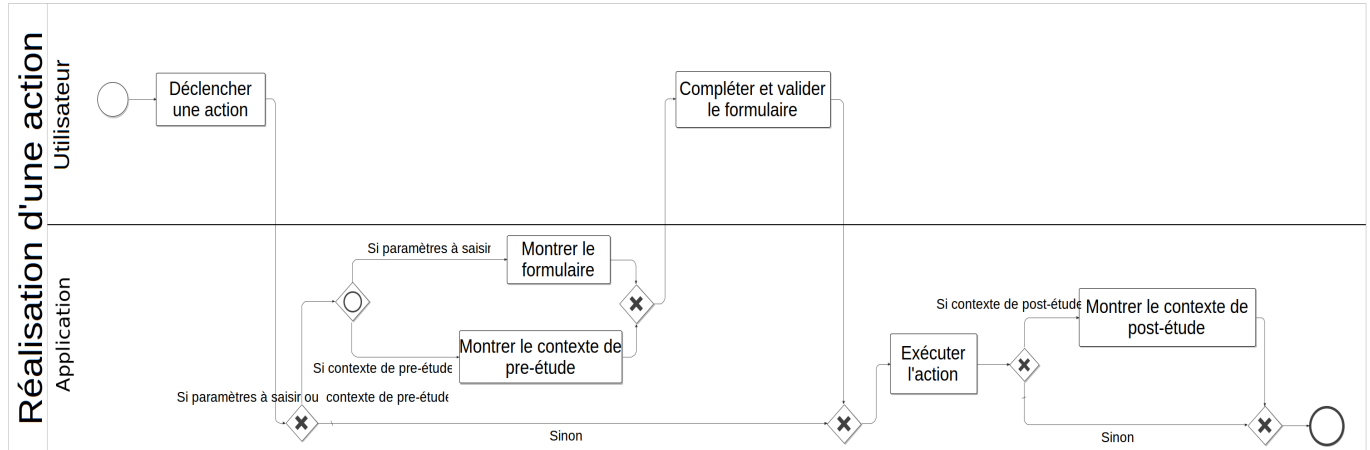 Réalisation d'une action
Utilisateur
Déclencher
une action
Compléter et valider
le formulaire
Application
Si paramètres à saisir
Montrer le
formulaire
Si contexte de pre-étude
Montrer le contexte de
pre-étude
Si paramètres à saisir ou  contexte de pre-étude
Sinon
Exécuter
l'action
Si contexte de post-étude
Montrer le contexte de
post-étude
Sinon